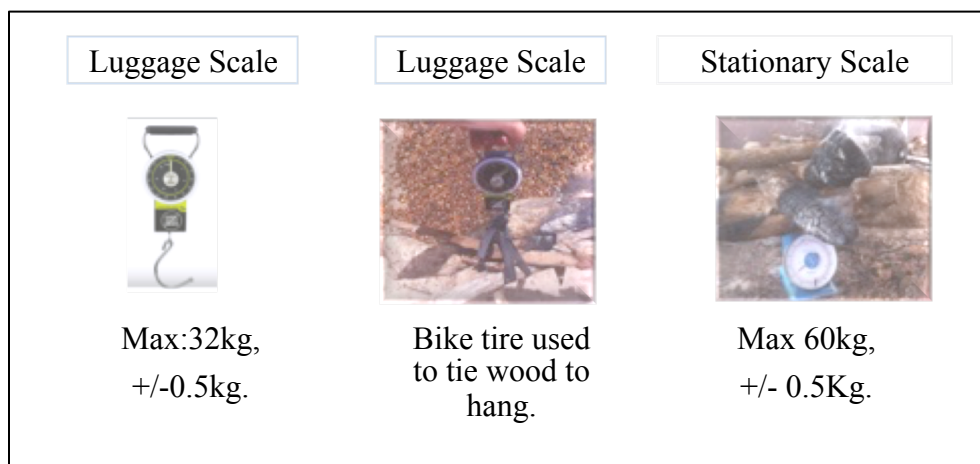 Luggage Scale
Luggage Scale
Stationary Scale
Max:32kg,
+/-0.5kg.
Bike tire used
to tie wood to
hang.
Max 60kg,
+/- 0.5Kg.